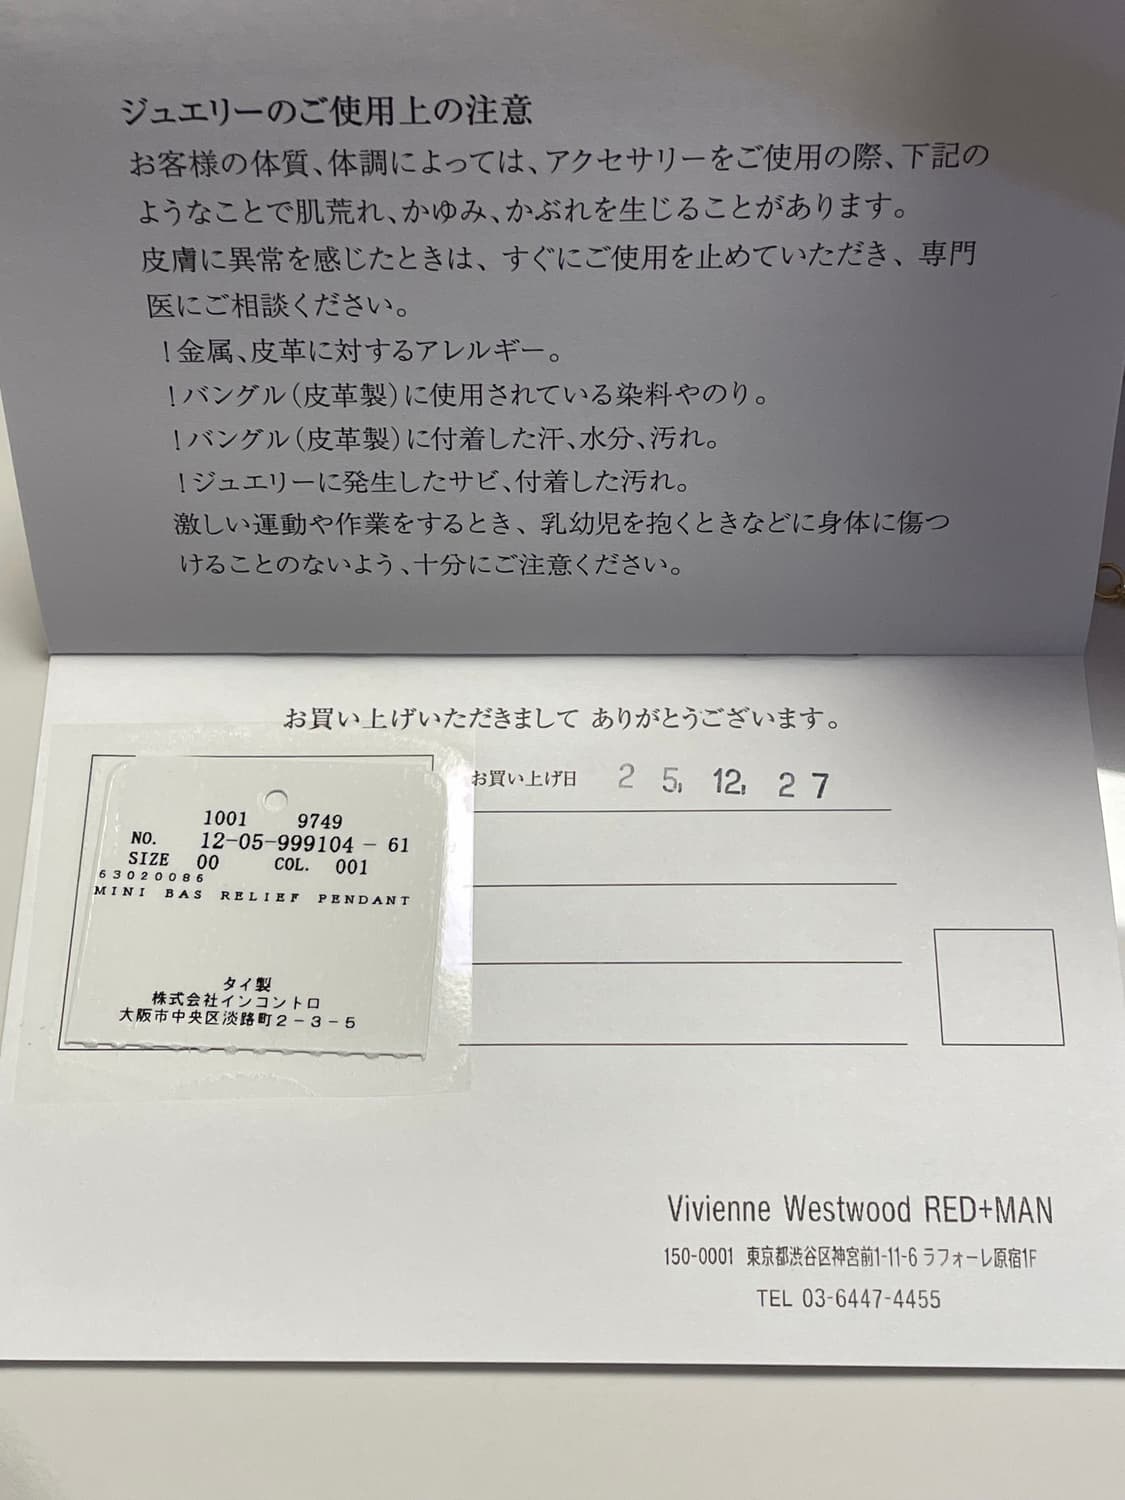 ジュエリーのご使用上の注意
お客様の体質、体調によっては、アクセサリーをご使用の際、下記の
ようなことで肌荒れ、かゆみ、かぶれを生じることがあります。
皮膚に異常を感じたときは、すぐにご使用を止めていただき、専門
医にご相談ください。
！金属、皮革に対するアレルギー。
！バングル（皮革製）に使用されている染料やのり。
！バングル（皮革製）に付着した汗、水分、汚れ。
！ジュエリーに発生したサビ、付着した汚れ。
激しい運動や作業をするとき、乳幼児を抱くときなどに身体に傷つ
けることのないよう、十分にご注意ください。
お買い上げいただきまして ありがとうございます。
お買い上げ日 25, 12, 27
1001 9749
NO. 12-05-999104-61
SIZE 00 COL. 001
63020086
MINI BAS RELIEF PENDANT
タイ製
株式会社インコントロ
大阪市中央区淡路町2-3-5
Vivienne Westwood RED+MAN
150-0001 東京都渋谷区神宮前1-11-6 ラフォーレ原宿1F
TEL 03-6447-4455